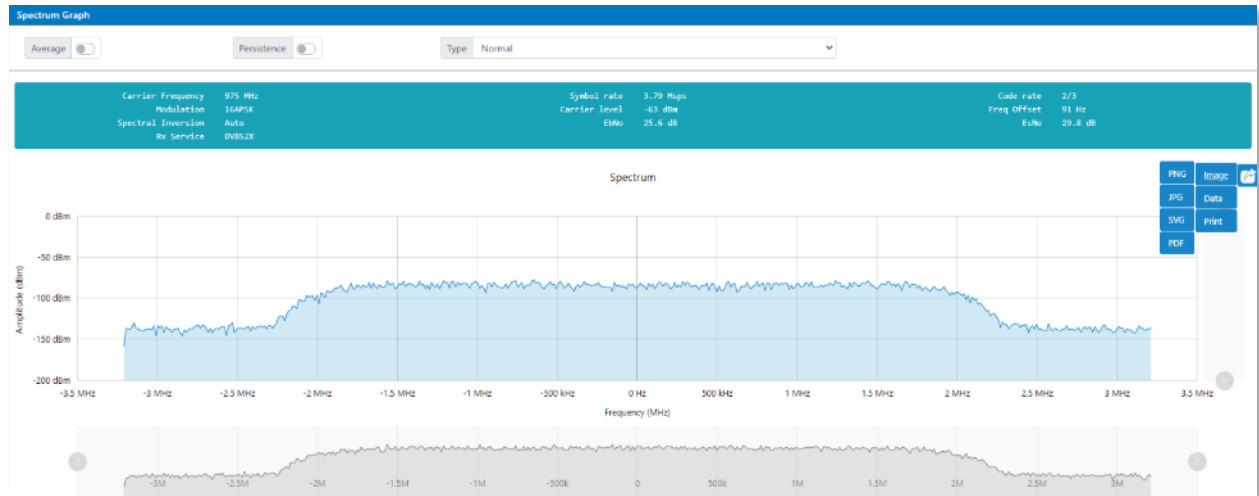 Spectrum Graph
Average Persistence Type Normal
Carrier Frequency 975 MHz Symbol rate 3.79 Msps Code rate 2/3
Modulation 16APSK Carrier level -63 dBm Freq Offset 91 Hz
Spectral Inversion Auto EbNo 25.6 dB EsNo 29.8 dB
Rx Service DVBS2X
Spectrum
PNG Image
JPG Data
SVG Print
PDF
0 dBm
-50 dBm
-100 dBm
-150 dBm
-200 dBm
Amplitude (dBm)
-3.5 MHz -3 MHz -2.5 MHz -2 MHz -1.5 MHz -1 MHz -500 kHz 0 Hz 500 kHz 1 MHz 1.5 MHz 2 MHz 2.5 MHz 3 MHz 3.5 MHz
Frequency (MHz)
-3M -2.5M -2M -1.5M -1M -500k 0 500k 1M 1.5M 2M 2.5M 3M